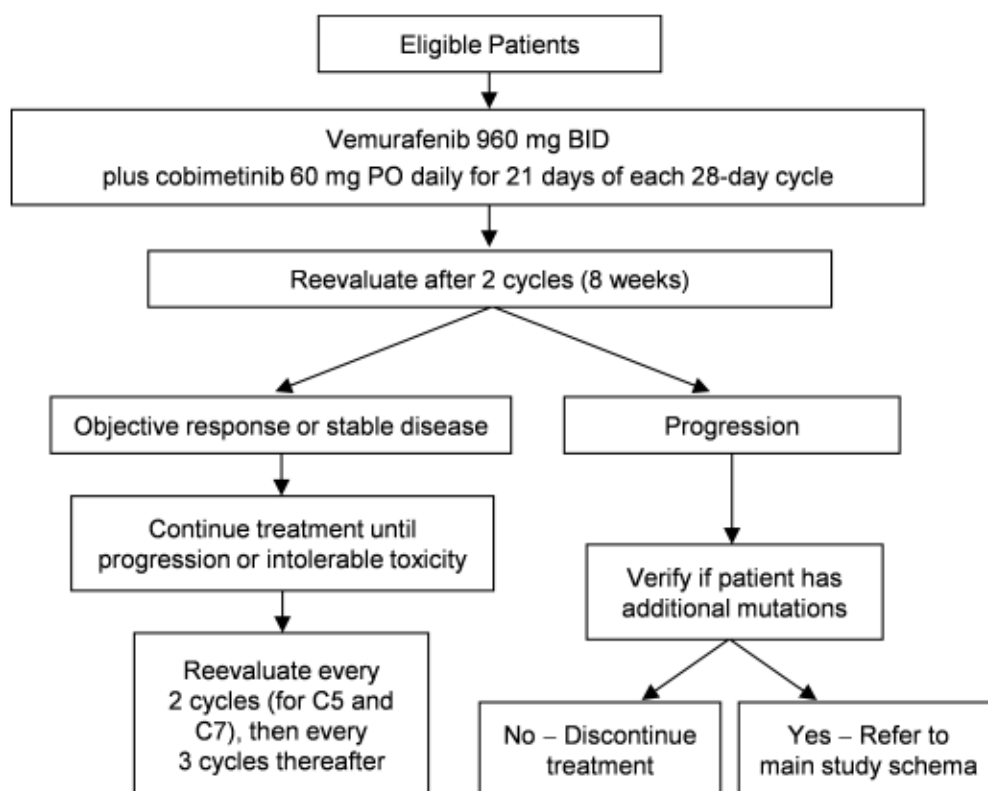 Eligible Patients
Vemurafenib 960 mg BID
plus cobimetinib 60 mg PO daily for 21 days of each 28-day cycle
Reevaluate after 2 cycles (8 weeks)
Objective response or stable disease
Progression
Continue treatment until
progression or intolerable toxicity
Verify if patient has
additional mutations
Reevaluate every
2 cycles (for C5 and
C7), then every
3 cycles thereafter
No – Discontinue
treatment
Yes – Refer to
main study schema